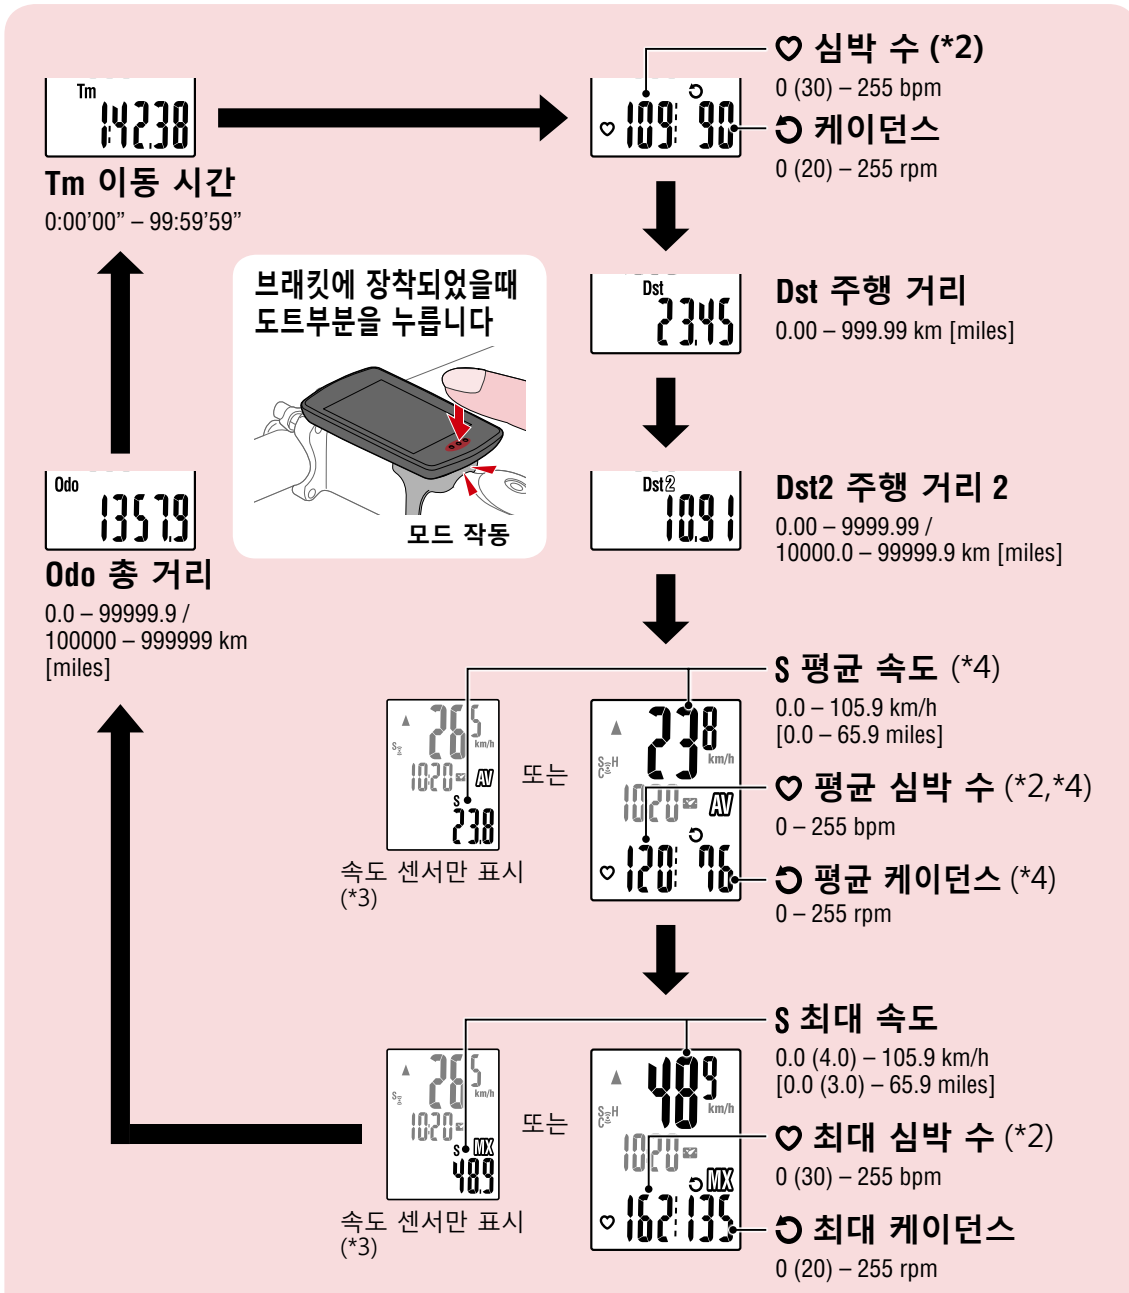 Tm
1:42,38
Tm 이동 시간
0:00’00” – 99:59’59”
109 90
♡ 심박 수 (*2)
0 (30) – 255 bpm
케이던스
0 (20) – 255 rpm
브래킷에 장착되었을때
도트부분을 누릅니다
모드 작동
Dst
23.45
Dst 주행 거리
0.00 – 999.99 km [miles]
Dst2
10.91
Dst2 주행 거리 2
0.00 – 9999.99 /
10000.0 – 99999.9 km [miles]
Odo
1357.9
Odo 총 거리
0.0 – 99999.9 /
100000 – 999999 km
[miles]
26.5
km/h
S
10:20
AV
S
23.8
속도 센서만 표시
(*3)
또는
23.8
km/h
S H
C
10:20
AV
120 76
S 평균 속도 (*4)
0.0 – 105.9 km/h
[0.0 – 65.9 miles]
♡ 평균 심박 수 (*2,*4)
0 – 255 bpm
평균 케이던스 (*4)
0 – 255 rpm
26.5
km/h
S
10:20
S MX
48.9
속도 센서만 표시
(*3)
또는
48.9
km/h
S H
C
10:20
MX
162 135
S 최대 속도
0.0 (4.0) – 105.9 km/h
[0.0 (3.0) – 65.9 miles]
♡ 최대 심박 수 (*2)
0 (30) – 255 bpm
최대 케이던스
0 (20) – 255 rpm